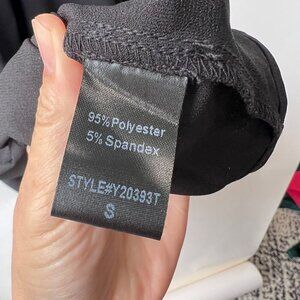 95% Polyester
5% Spandex
STYLE#Y20393T
S